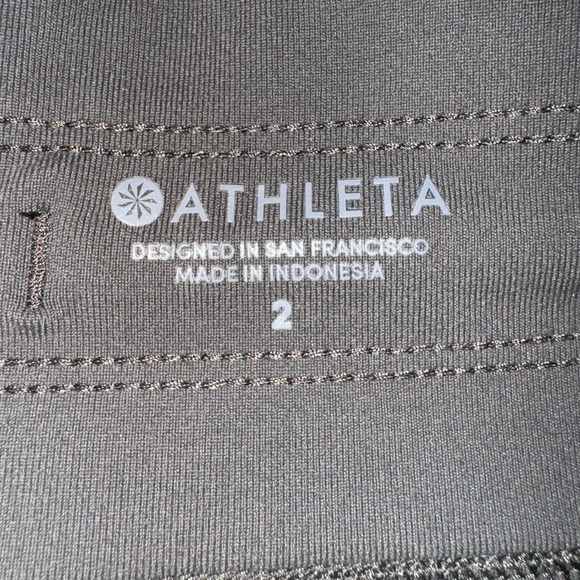 ATHLETA
DESIGNED IN SAN FRANCISCO
MADE IN INDONESIA
2